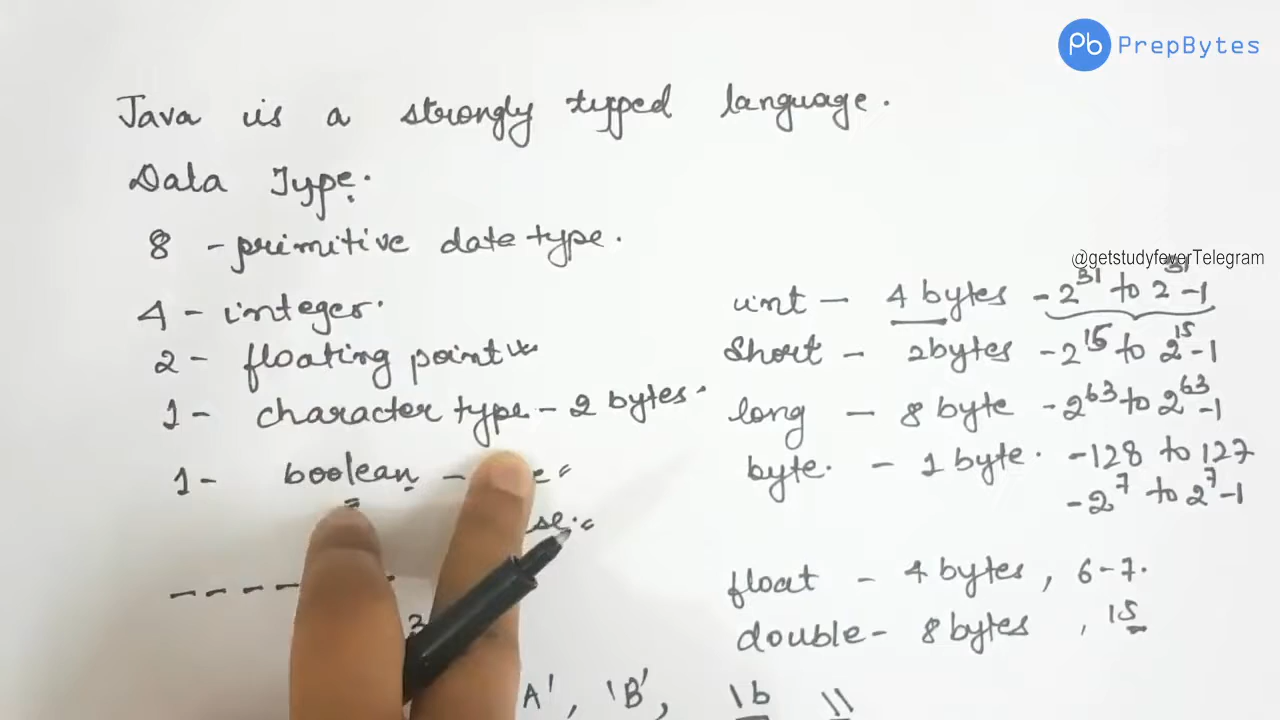 Pb PrepBytes
Java is a strongly typed language.
Data Type.
8 - primitive date type.
@getstudyfeverTelegram
4 - integer.
2 - floating point
1 - character type - 2 bytes.
1 - boolean -
int - 4 bytes -2^31 to 2^31-1
Short - 2bytes -2^15 to 2^15-1
long - 8 byte -2^63 to 2^63-1
byte. - 1 byte. -128 to 127
-2^7 to 2^7-1
float - 4 bytes, 6-7.
double - 8 bytes, 15
A', 'B', \b \\